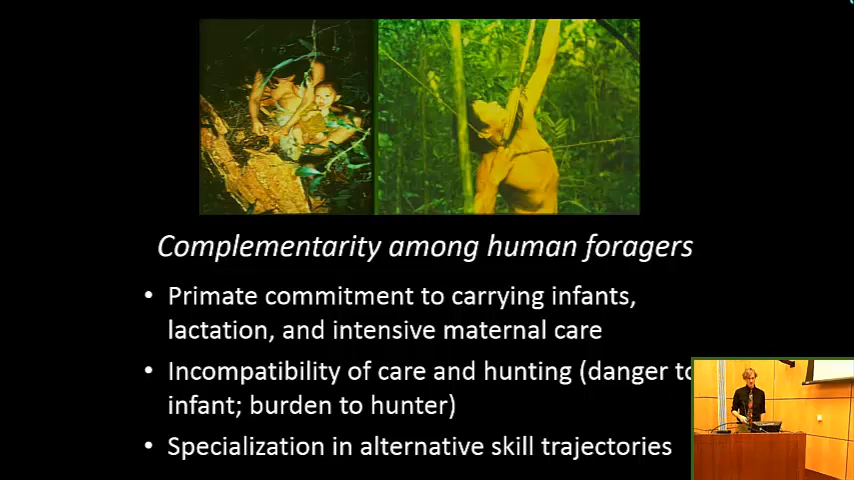 Complementarity among human foragers
• Primate commitment to carrying infants,
lactation, and intensive maternal care
• Incompatibility of care and hunting (danger to
infant; burden to hunter)
• Specialization in alternative skill trajectories